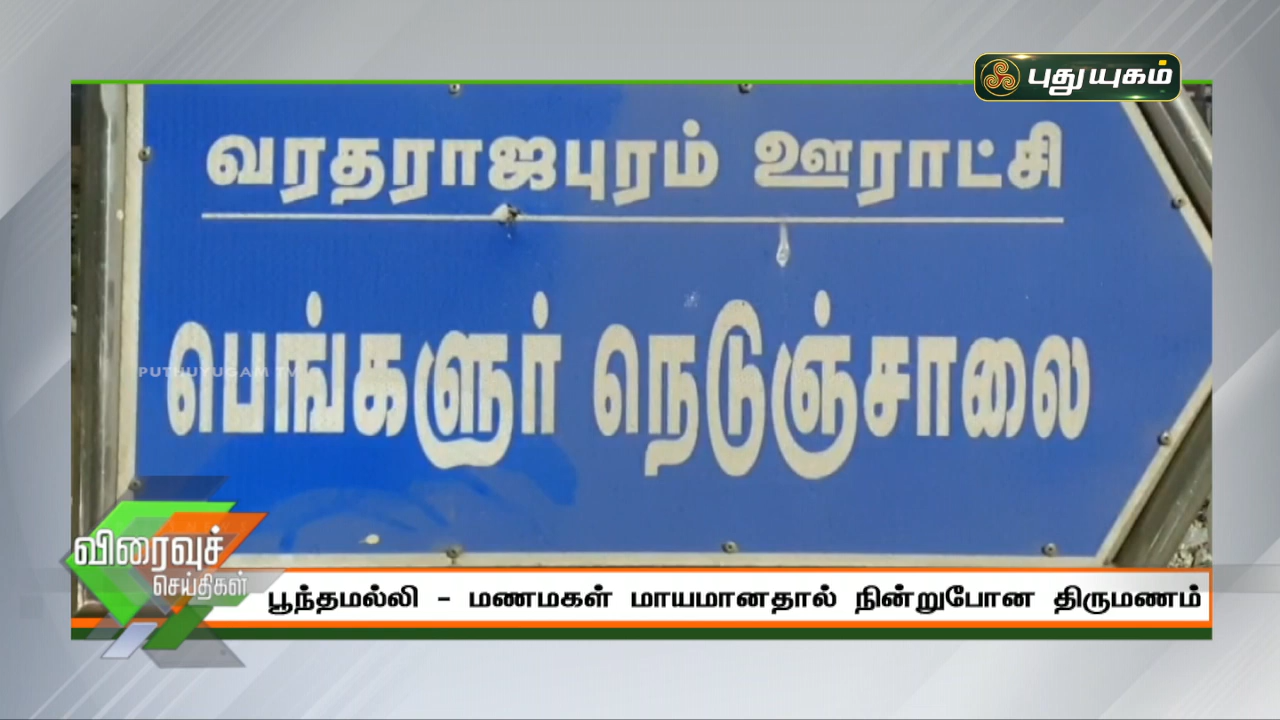 புதுயுகம்
வரதராஜபுரம் ஊராட்சி
பெங்களுர் நெடுஞ்சாலை
PUTHUYUGAM TV
விரைவுச்
செய்திகள்
பூந்தமல்லி - மணமகள் மாயமானதால் நின்றுபோன திருமணம்